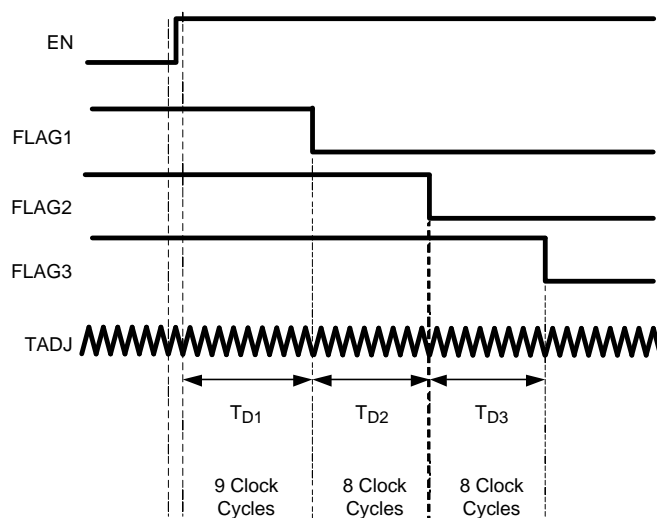 EN
FLAG1
FLAG2
FLAG3
TADJ
TD1
TD2
TD3
9 Clock
Cycles
8 Clock
Cycles
8 Clock
Cycles